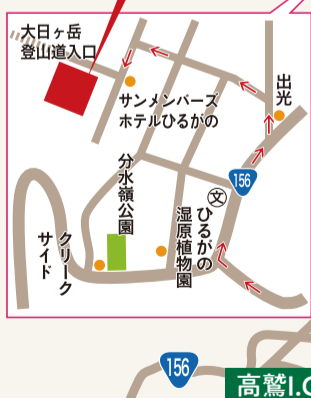 大日ヶ岳
登山道入口
サンメンバーズ
ホテルひるがの
出光
分水嶺公園
156
文
ひるがの
湿原植物園
クリーク
サイド
156
高鷲I.C